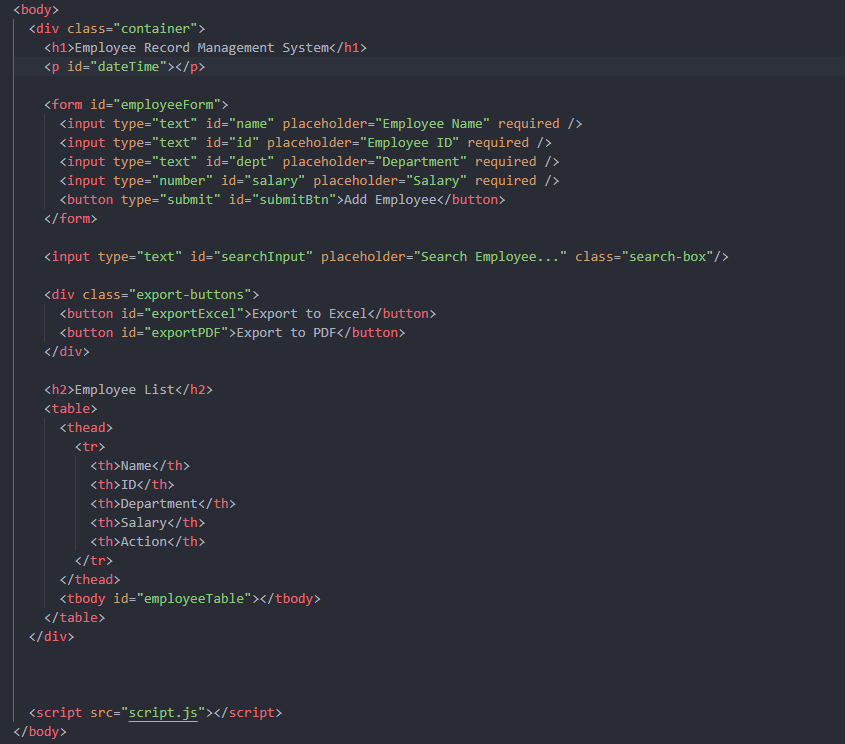 <body>
<div class="container">
<h1>Employee Record Management System</h1>
<p id="dateTime"></p>
<form id="employeeForm">
<input type="text" id="name" placeholder="Employee Name" required />
<input type="text" id="id" placeholder="Employee ID" required />
<input type="text" id="dept" placeholder="Department" required />
<input type="number" id="salary" placeholder="Salary" required />
<button type="submit" id="submitBtn">Add Employee</button>
</form>
<input type="text" id="searchInput" placeholder="Search Employee..." class="search-box"/>
<div class="export-buttons">
<button id="exportExcel">Export to Excel</button>
<button id="exportPDF">Export to PDF</button>
</div>
<h2>Employee List</h2>
<table>
<thead>
<tr>
<th>Name</th>
<th>ID</th>
<th>Department</th>
<th>Salary</th>
<th>Action</th>
</tr>
</thead>
<tbody id="employeeTable"></tbody>
</table>
</div>
<script src="script.js"></script>
</body>